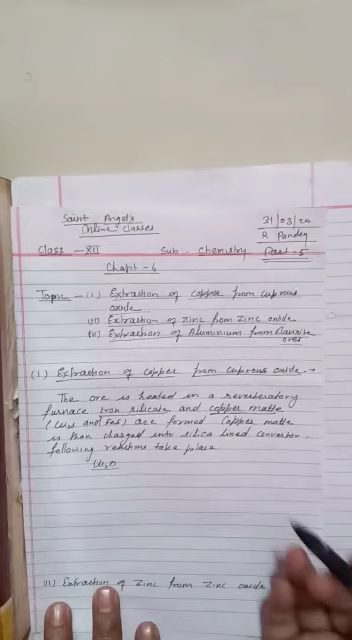 Saint Angels
Online Classes
31/03/20
R Pandey
Class - XII Sub - Chemistry Part - 5
Chapt - 6
Topic - (i) Extraction of copper from cuprous
oxide
(ii) Extraction of zinc from zinc oxide
(iii) Extraction of Aluminium from Bauxite
ores
(i) Extraction of copper from cuprous oxide. -
The ore is heated in a reverberatory
furnace iron silicate and copper matte
(Cu2S and FeS) are formed Copper matte
is than charged into silica lined convertor.
following reactions take place
Cu2O
(ii) Extraction of Zinc from Zinc oxide